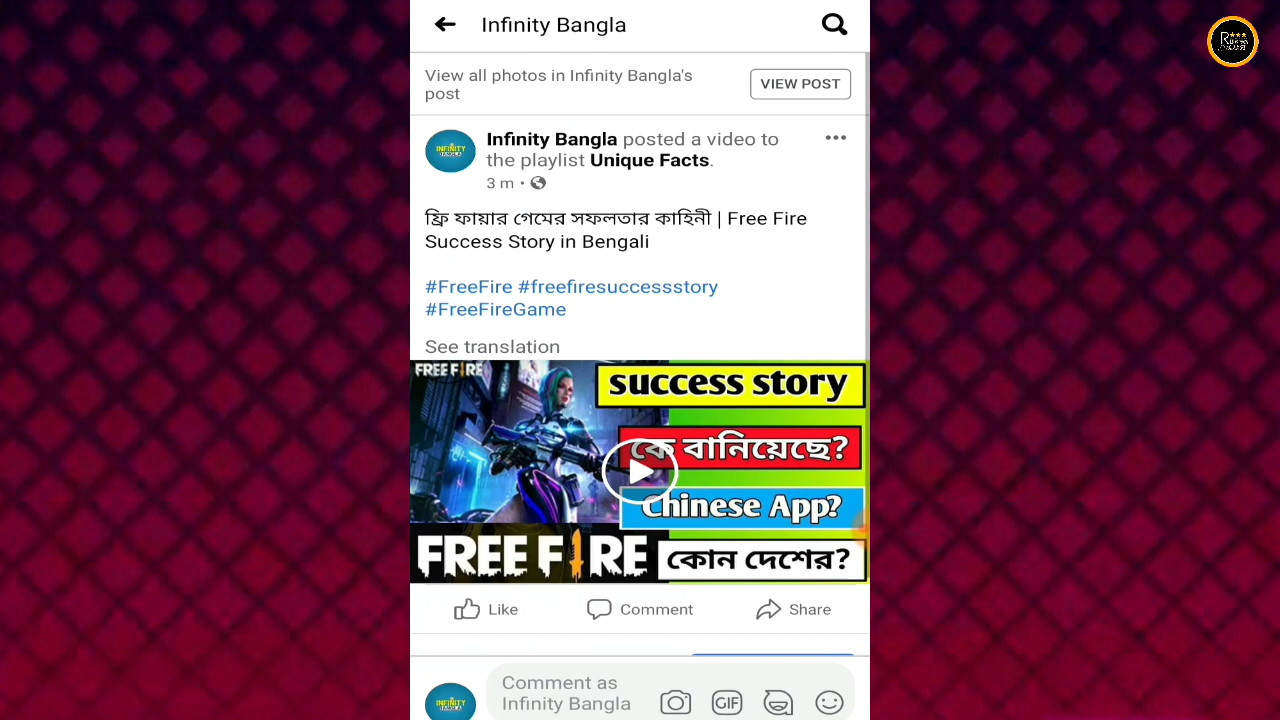 Infinity Bangla
View all photos in Infinity Bangla's
post
VIEW POST
Infinity Bangla posted a video to
the playlist Unique Facts.
3 m
ফ্রি ফায়ার গেমের সফলতার কাহিনী | Free Fire
Success Story in Bengali
#FreeFire #freefiresuccessstory
#FreeFireGame
See translation
FREE FIRE
success story
কে বানিয়েছে?
Chinese App?
FREE FIRE
কোন দেশের?
Like
Comment
Share
Comment as
Infinity Bangla
GIF
INFINITY
BANGLA